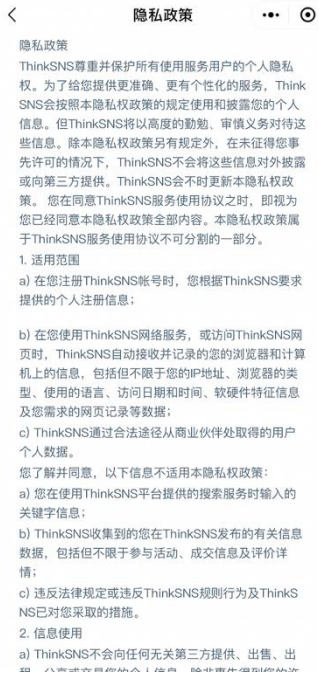 隐私政策
隐私政策
ThinkSNS尊重并保护所有使用服务用户的个人隐私
权。为了给您提供更准确、更有个性化的服务，Think
SNS会按照本隐私权政策的规定使用和披露您的个人
信息。但ThinkSNS将以高度的勤勉、审慎义务对待这
些信息。除本隐私权政策另有规定外，在未征得您事
先许可的情况下，ThinkSNS不会将这些信息对外披露
或向第三方提供。ThinkSNS会不时更新本隐私权政
策。 您在同意ThinkSNS服务使用协议之时，即视为
您已经同意本隐私权政策全部内容。本隐私权政策属
于ThinkSNS服务使用协议不可分割的一部分。
1. 适用范围
a) 在您注册ThinkSNS帐号时，您根据ThinkSNS要求
提供的个人注册信息；
b) 在您使用ThinkSNS网络服务，或访问ThinkSNS网
页时，ThinkSNS自动接收并记录的您的浏览器和计算
机上的信息，包括但不限于您的IP地址、浏览器的类
型、使用的语言、访问日期和时间、软硬件特征信息
及您需求的网页记录等数据；
c) ThinkSNS通过合法途径从商业伙伴处取得的用户
个人数据。
您了解并同意，以下信息不适用本隐私权政策：
a) 您在使用ThinkSNS平台提供的搜索服务时输入的
关键字信息；
b) ThinkSNS收集到的您在ThinkSNS发布的有关信息
数据，包括但不限于参与活动、成交信息及评价详
情；
c) 违反法律规定或违反ThinkSNS规则行为及ThinkS
NS已对您采取的措施。
2. 信息使用
a) ThinkSNS不会向任何无关第三方提供、出售、出
租、分享或交易您的个人信息，除非事先得到您的许